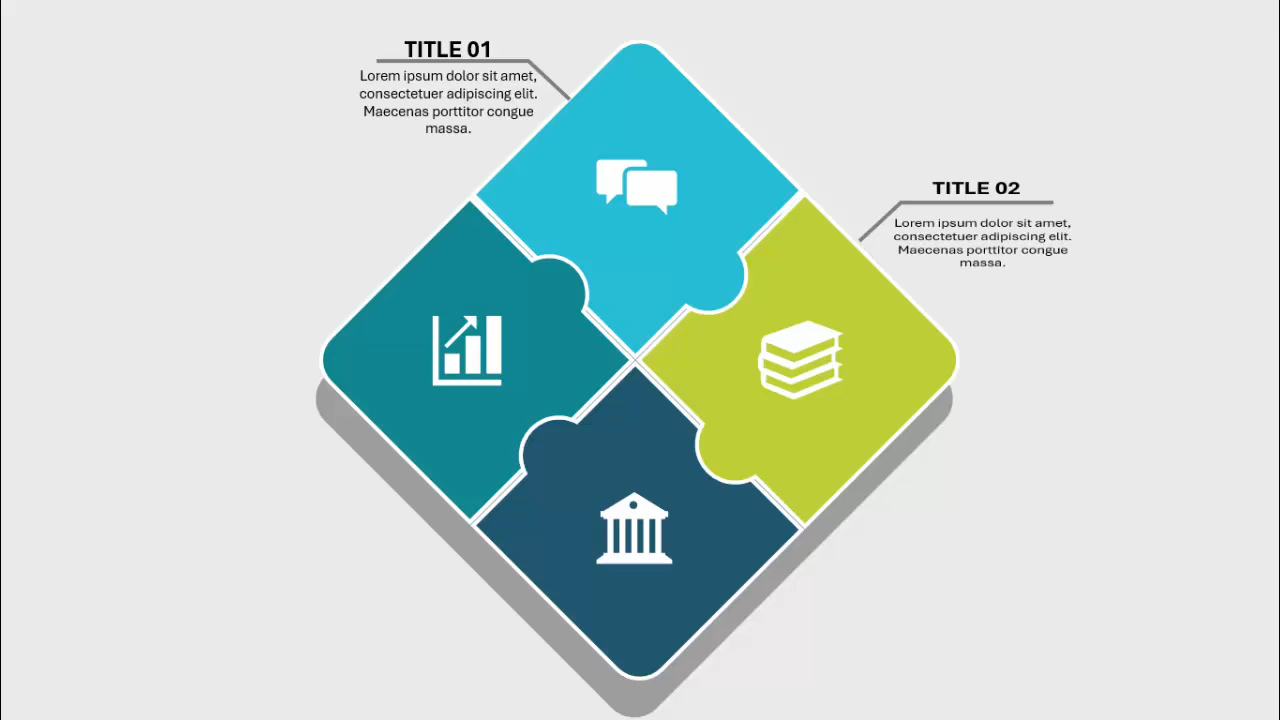 TITLE 01
Lorem ipsum dolor sit amet,
consectetuer adipiscing elit.
Maecenas porttitor congue
massa.
TITLE 02
Lorem ipsum dolor sit amet,
consectetuer adipiscing elit.
Maecenas porttitor congue
massa.